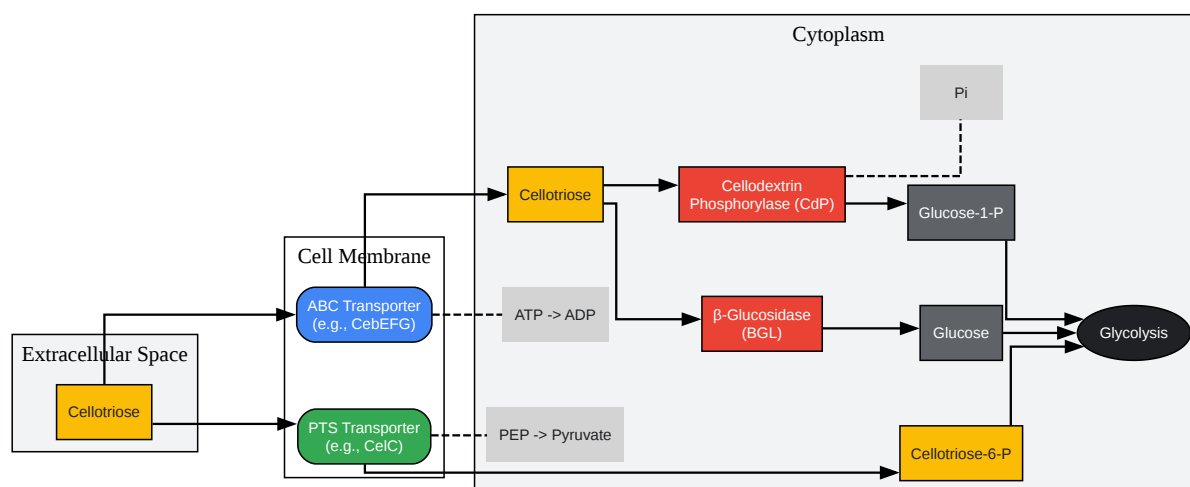 Cytoplasm
Pi
Cellotriose
Cellodextrin
Phosphorylase (CdP)
Glucose-1-P
Cell Membrane
ABC Transporter
(e.g., CebEFG)
ATP -> ADP
β-Glucosidase
(BGL)
Glucose
Glycolysis
Extracellular Space
Cellotriose
PTS Transporter
(e.g., CelC)
PEP -> Pyruvate
Cellotriose-6-P